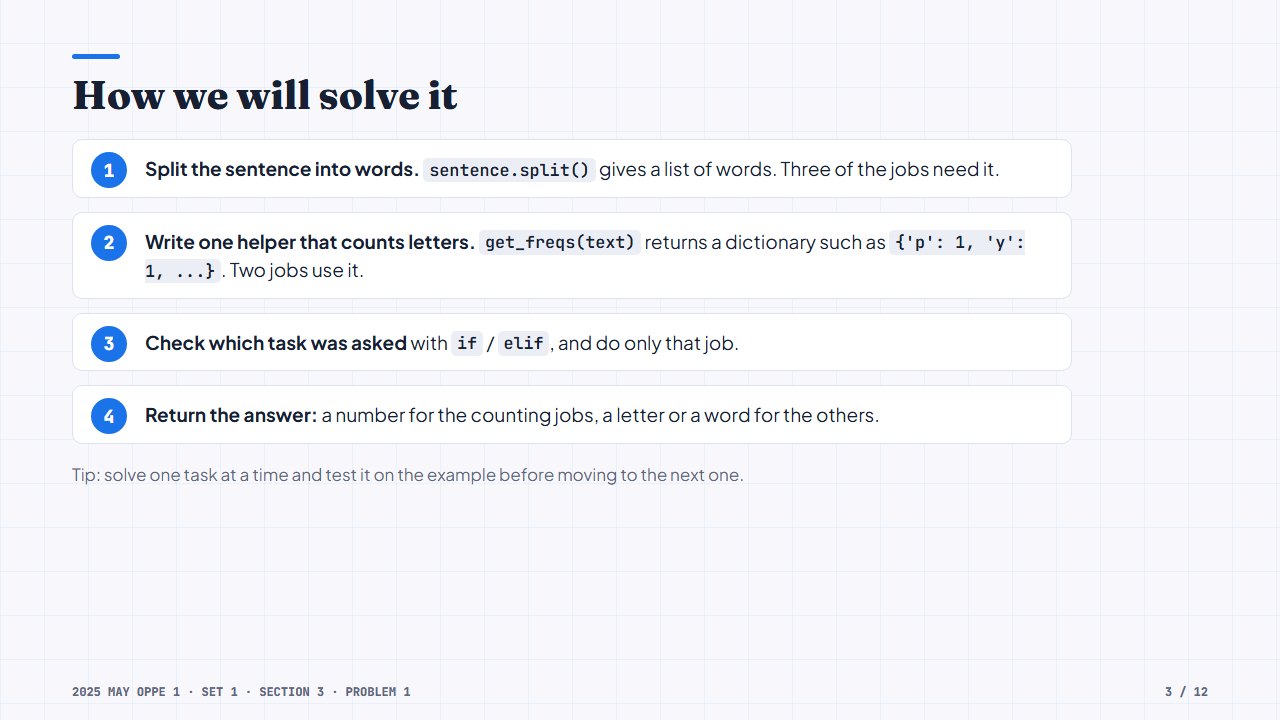 How we will solve it
1 Split the sentence into words. sentence.split() gives a list of words. Three of the jobs need it.
2 Write one helper that counts letters. get_freqs(text) returns a dictionary such as {'p': 1, 'y':
1, ...}. Two jobs use it.
3 Check which task was asked with if / elif, and do only that job.
4 Return the answer: a number for the counting jobs, a letter or a word for the others.
Tip: solve one task at a time and test it on the example before moving to the next one.
2025 MAY OPPE 1 · SET 1 · SECTION 3 · PROBLEM 1
3 / 12